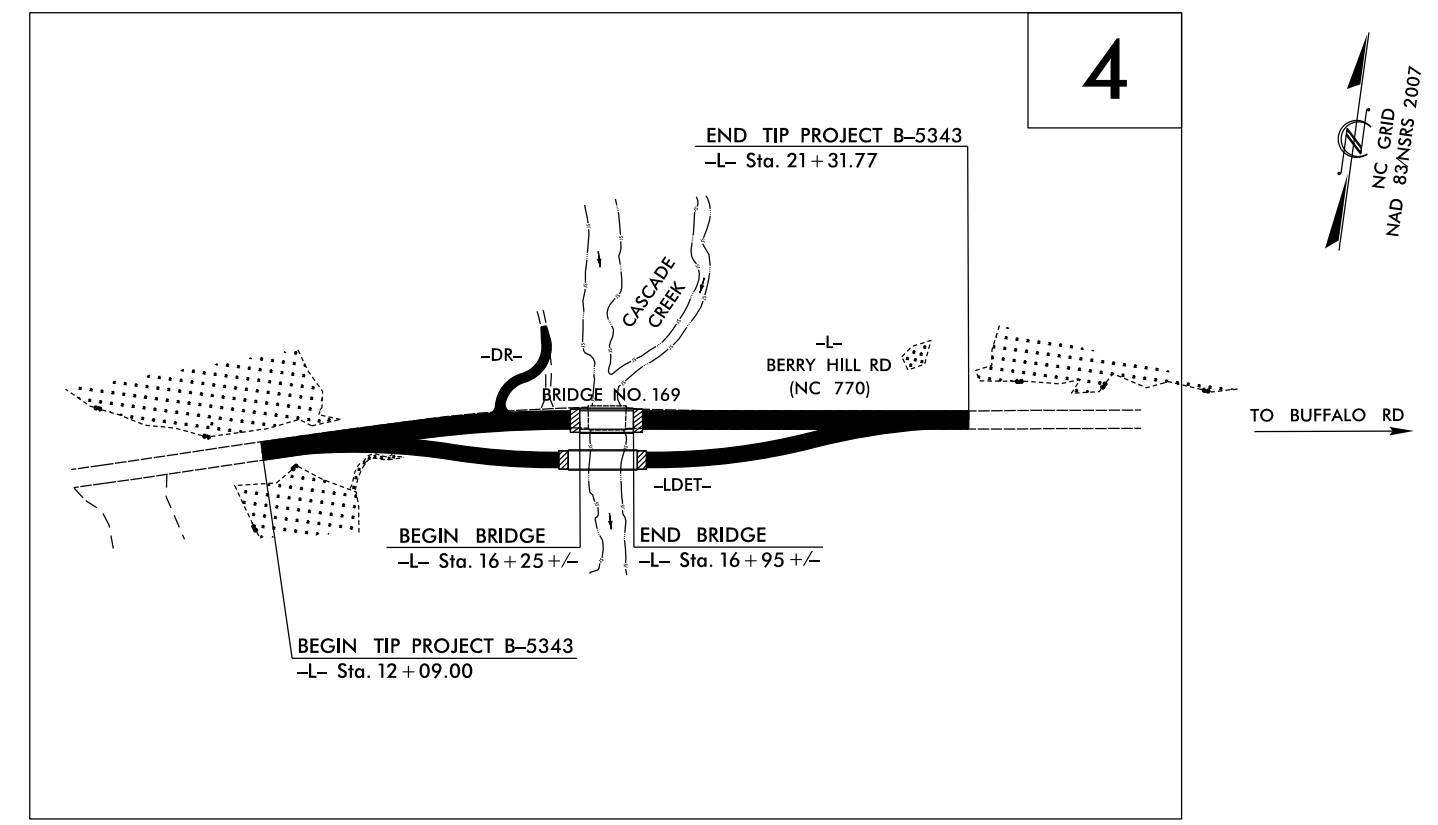 4
NC GRID
NAD 83/NSRS 2007
END TIP PROJECT B–5343
–L– Sta. 21+31.77
CASCADE
CREEK
–DR–
–L–
BERRY HILL RD
(NC 770)
BRIDGE NO. 169
TO BUFFALO RD
–LDET–
BEGIN BRIDGE
–L– Sta. 16+25 +/–
END BRIDGE
–L– Sta. 16+95 +/–
BEGIN TIP PROJECT B–5343
–L– Sta. 12+09.00